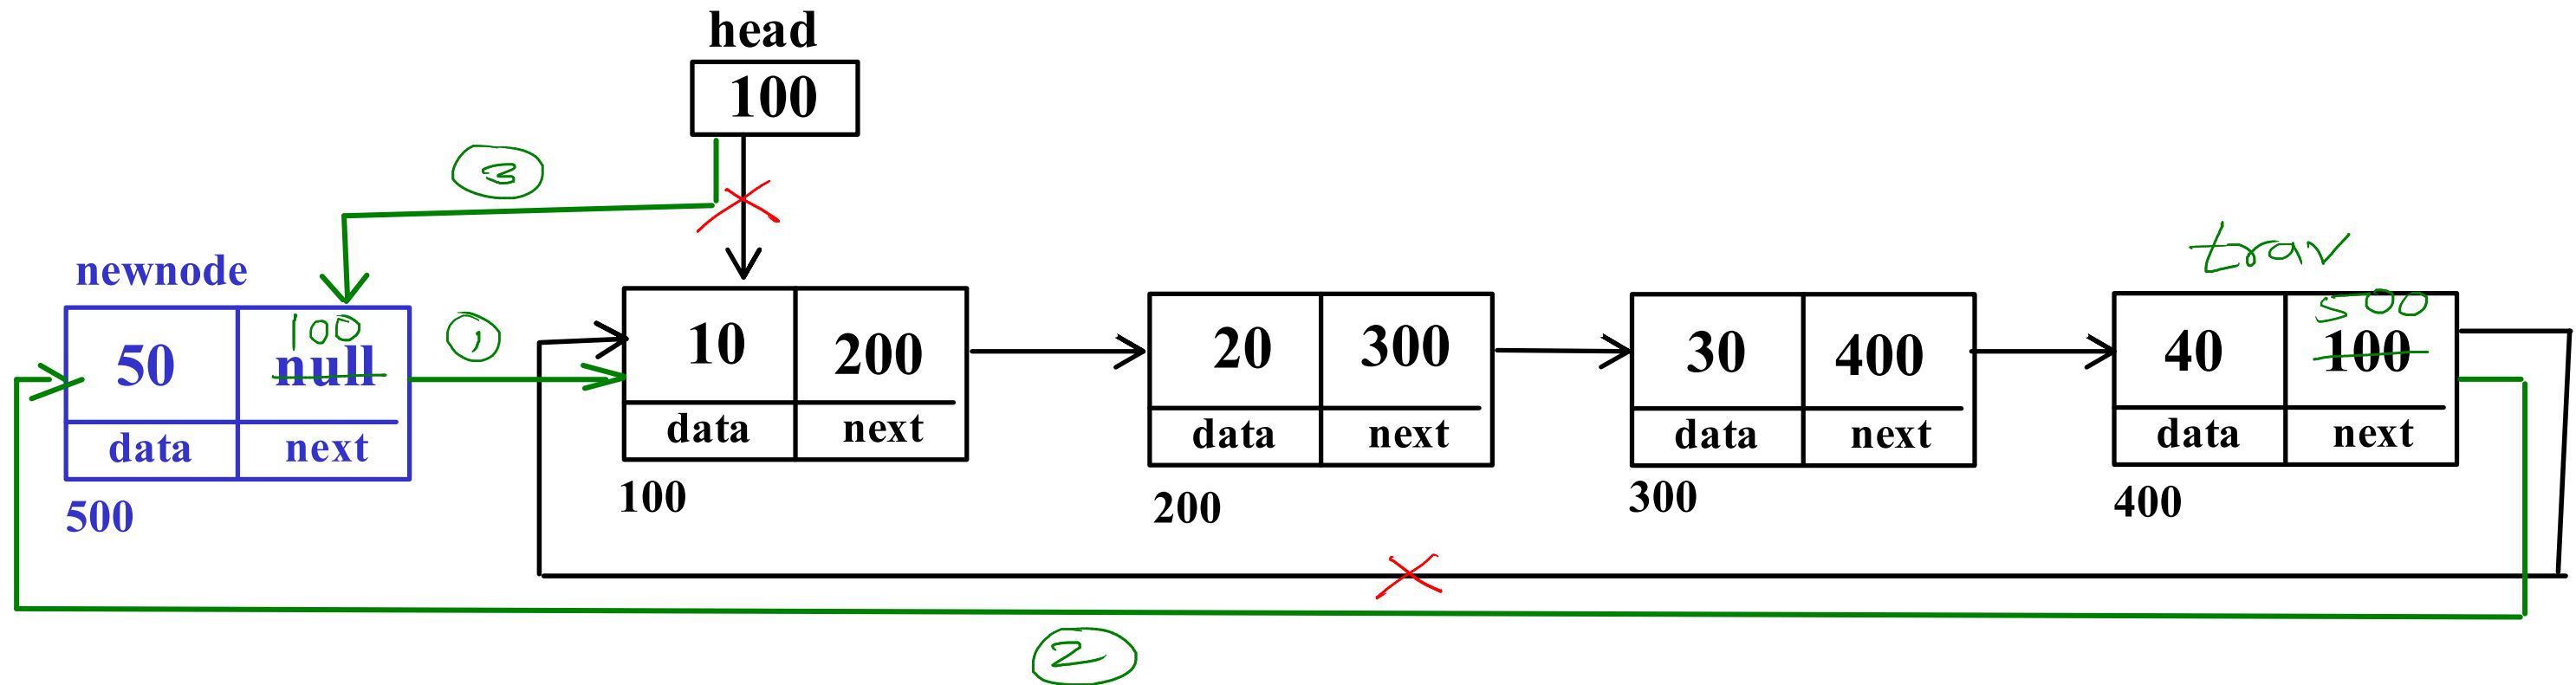 head
100
3
trav
newnode
50 100 null
1
10 200
20 300
30 400
40 500 100
data next
data next
data next
data next
data next
500
100
200
300
400
2